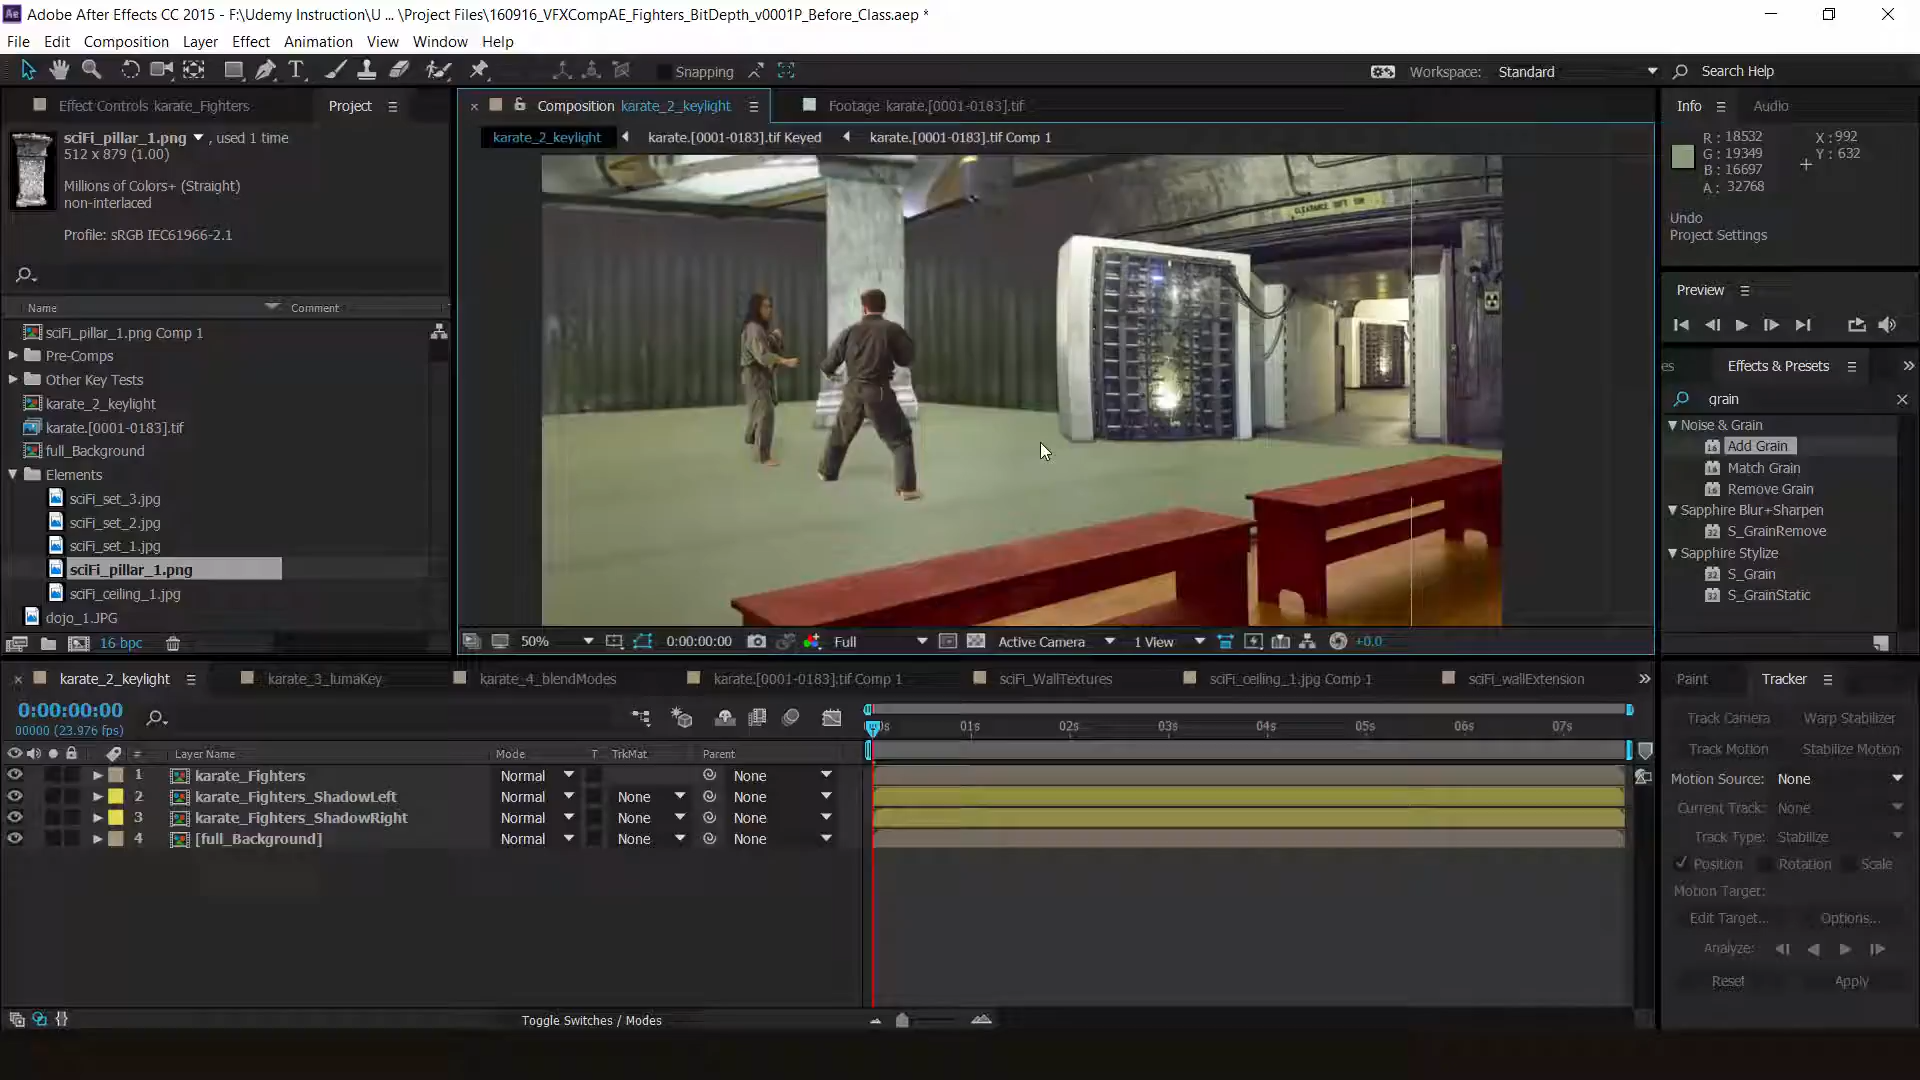 Adobe After Effects CC 2015 - F:\Udemy Instruction\U ... \Project Files\160916_VFXCompAE_Fighters_BitDepth_v0001P_Before_Class.aep *
File Edit Composition Layer Effect Animation View Window Help
Snapping
Workspace: Standard
Search Help
Effect Controls karate_Fighters
Project
sciFi_pillar_1.png , used 1 time
512 x 879 (1.00)
Millions of Colors+ (Straight)
non-interlaced
Profile: sRGB IEC61966-2.1
Name Comment
sciFi_pillar_1.png Comp 1
Pre-Comps
Other Key Tests
karate_2_keylight
karate.[0001-0183].tif
full_Background
Elements
sciFi_set_3.jpg
sciFi_set_2.jpg
sciFi_set_1.jpg
sciFi_pillar_1.png
sciFi_ceiling_1.jpg
dojo_1.JPG
16 bpc
Composition karate_2_keylight
Footage karate.[0001-0183].tif
karate_2_keylight
karate.[0001-0183].tif Keyed
karate.[0001-0183].tif Comp 1
50%
0:00:00:00
Full
Active Camera
1 View
+0.0
Info
Audio
R : 18532
G : 19349
B : 16697
A : 32768
X : 992
Y : 632
Undo
Project Settings
Preview
es
Effects & Presets
grain
Noise & Grain
Add Grain
Match Grain
Remove Grain
Sapphire Blur+Sharpen
S_GrainRemove
Sapphire Stylize
S_Grain
S_GrainStatic
karate_2_keylight
karate_3_lumaKey
karate_4_blendModes
karate.[0001-0183].tif Comp 1
sciFi_WallTextures
sciFi_ceiling_1.jpg Comp 1
sciFi_wallExtension
0:00:00:00
00000 (23.976 fps)
0s 01s 02s 03s 04s 05s 06s 07s
# Layer Name Mode T TrkMat Parent
1 karate_Fighters Normal None
2 karate_Fighters_ShadowLeft Normal None None
3 karate_Fighters_ShadowRight Normal None None
4 [full_Background] Normal None None
Toggle Switches / Modes
Paint
Tracker
Track Camera Warp Stabilizer
Track Motion Stabilize Motion
Motion Source: None
Current Track: None
Track Type: Stabilize
Position Rotation Scale
Motion Target:
Edit Target... Options...
Analyze:
Reset Apply